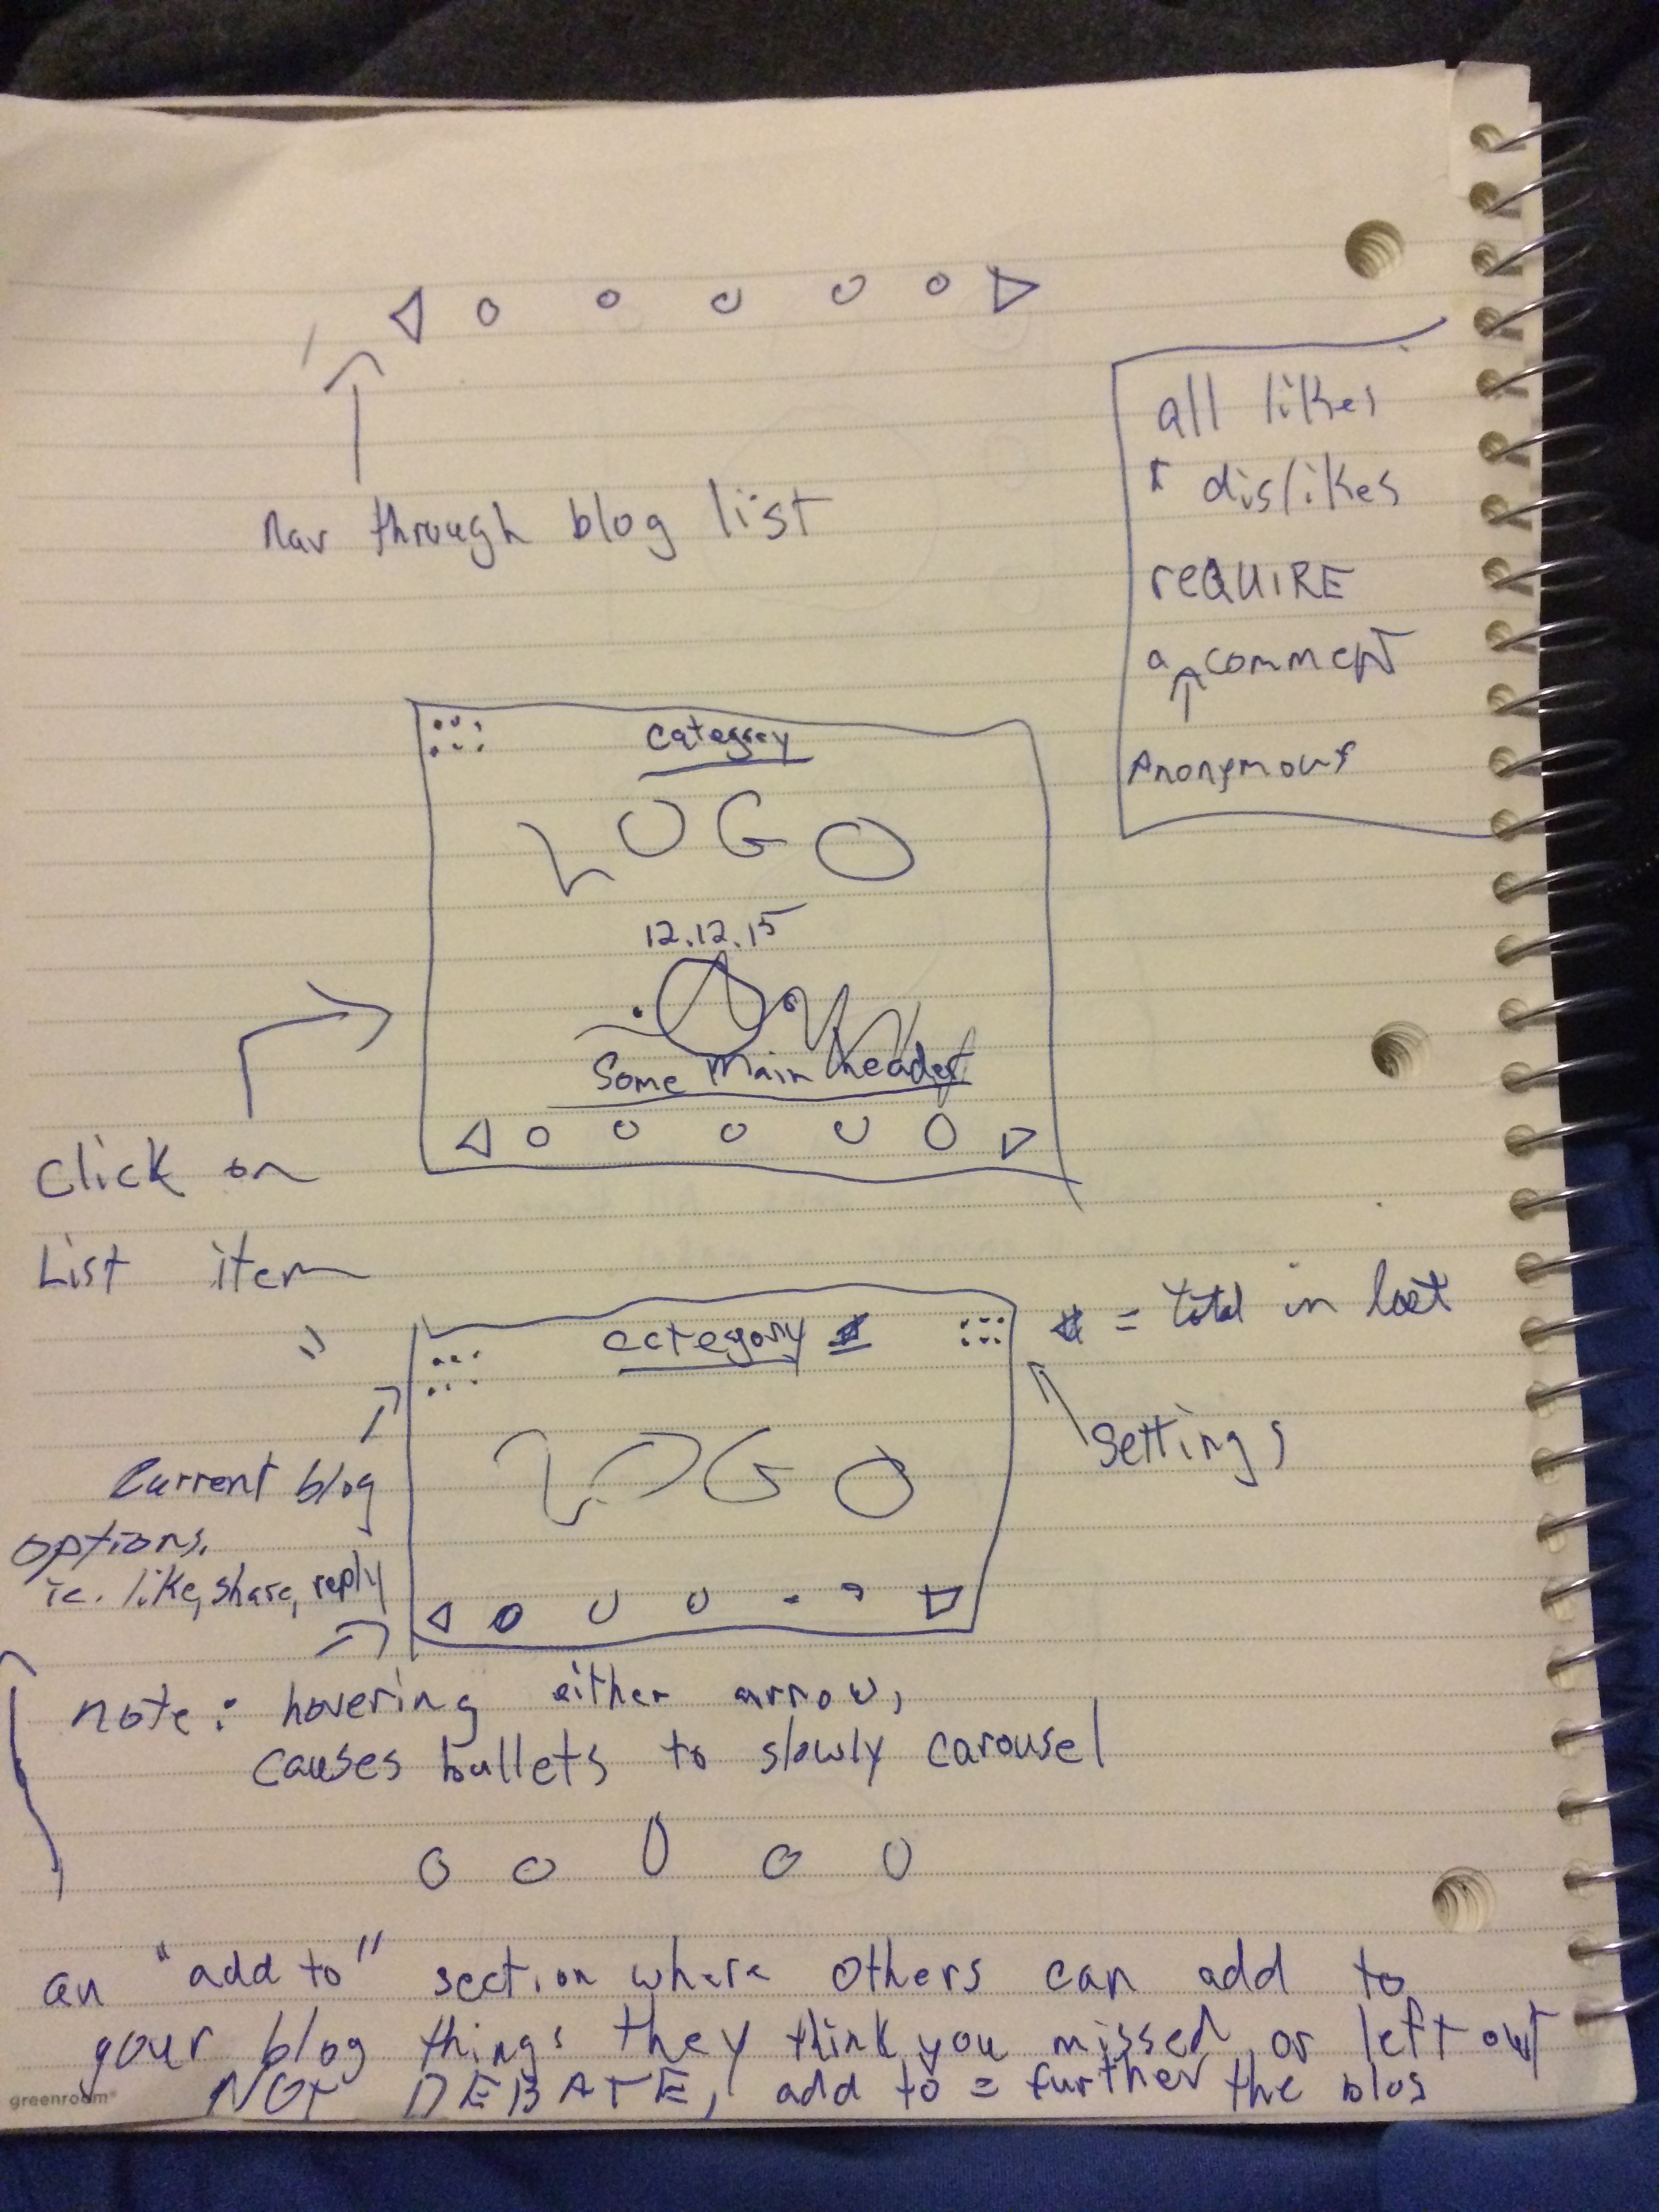 nav through blog list
all likes
+ dislikes
reQUIRE
a comment
Anonymous
category
LOGO
12.12.15
Some Main header
click on
List item
category #
# = total in
settings
LOGO
Current blog
options.
ie. like, share, reply
note: hovering either arrow,
causes bullets to slowly carousel
an "add to" section where others can add to
your blog things they think you missed or left out
NOT DEBATE, add to = further the blog
greenroom